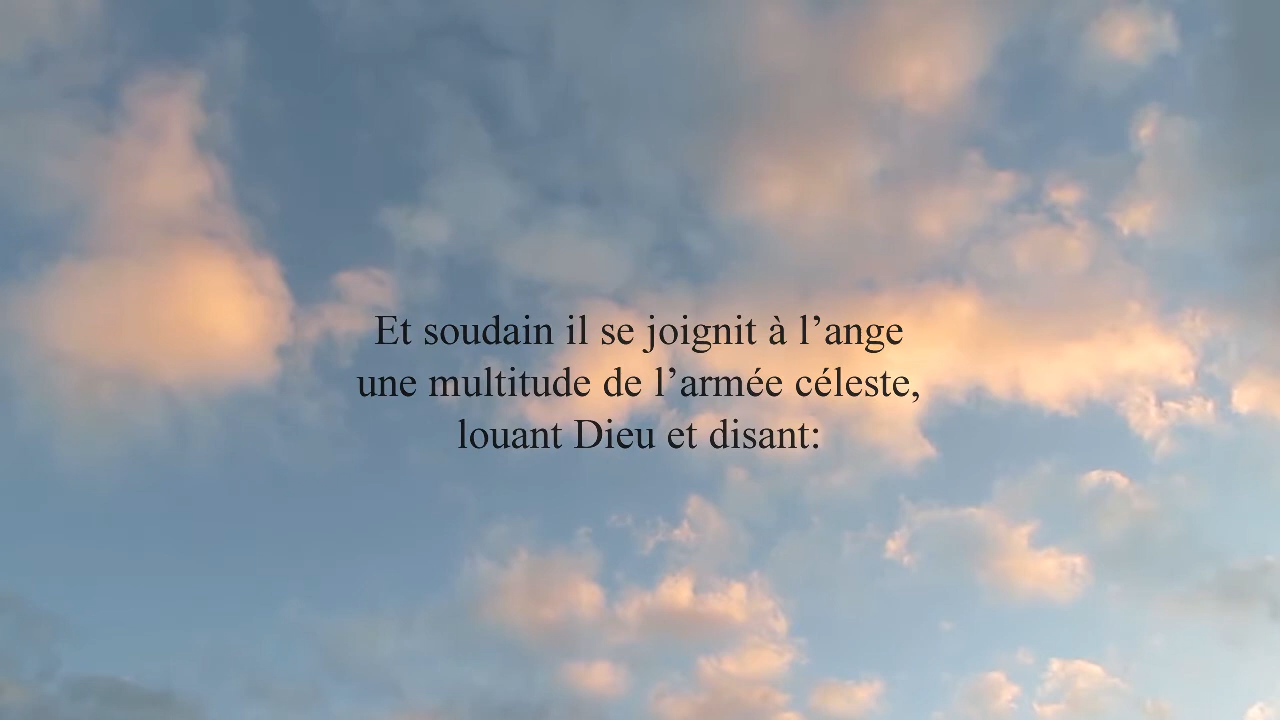 Et soudain il se joignit à l’ange
une multitude de l’armée céleste,
louant Dieu et disant: